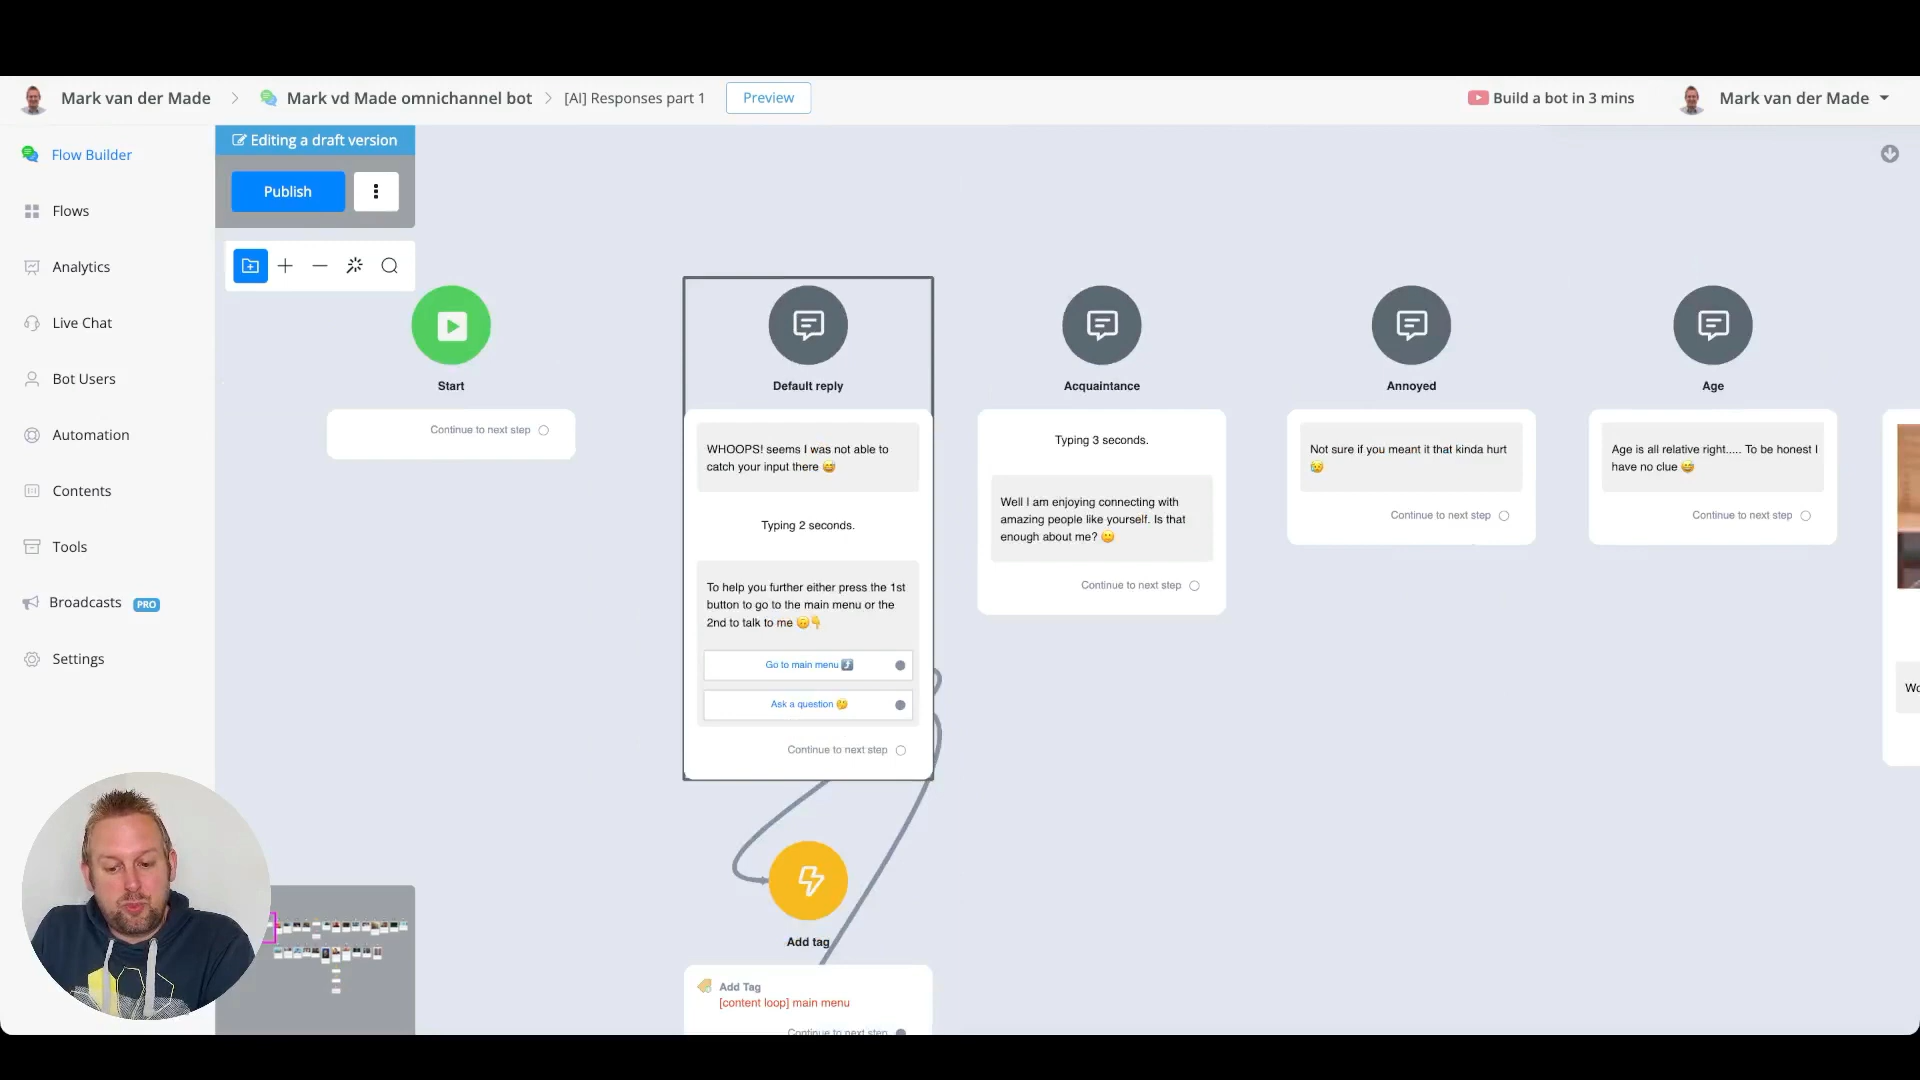 Mark van der Made
Mark vd Made omnichannel bot
[AI] Responses part 1
Preview
Build a bot in 3 mins
Mark van der Made
Flow Builder
Flows
Analytics
Live Chat
Bot Users
Automation
Contents
Tools
Broadcasts PRO
Settings
Editing a draft version
Publish
Start
Continue to next step
Default reply
WHOOPS! seems I was not able to
catch your input there 😅
Typing 2 seconds.
To help you further either press the 1st
button to go to the main menu or the
2nd to talk to me 😊👇
Go to main menu ⤴️
Ask a question 🤔
Continue to next step
Add tag
Add Tag
[content loop] main menu
Continue to next step
Acquaintance
Typing 3 seconds.
Well I am enjoying connecting with
amazing people like yourself. Is that
enough about me? 🙂
Continue to next step
Annoyed
Not sure if you meant it that kinda hurt
😥
Continue to next step
Age
Age is all relative right..... To be honest I
have no clue 😅
Continue to next step